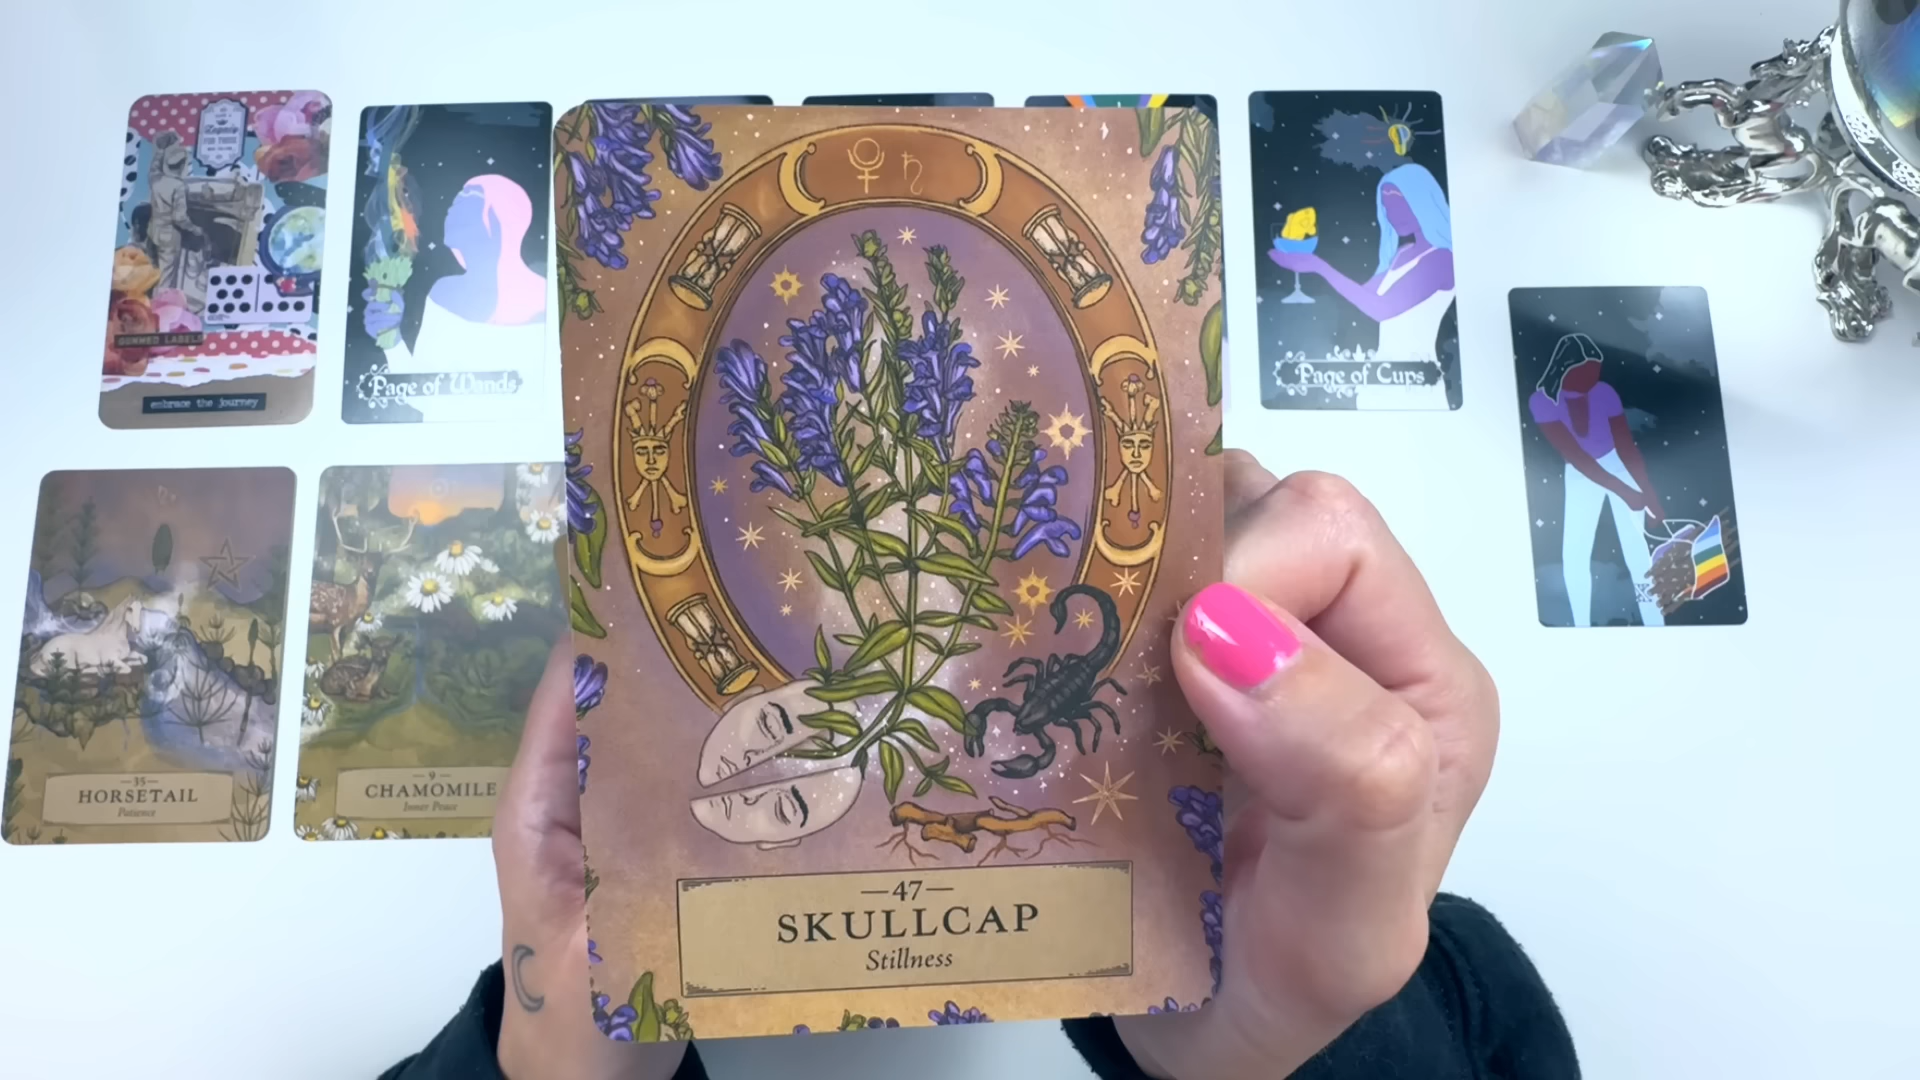 embrace the journey
Page of Wands
Page of Cups
—35—
HORSETAIL
Patience
—9—
CHAMOMILE
Inner Peace
—47—
SKULLCAP
Stillness